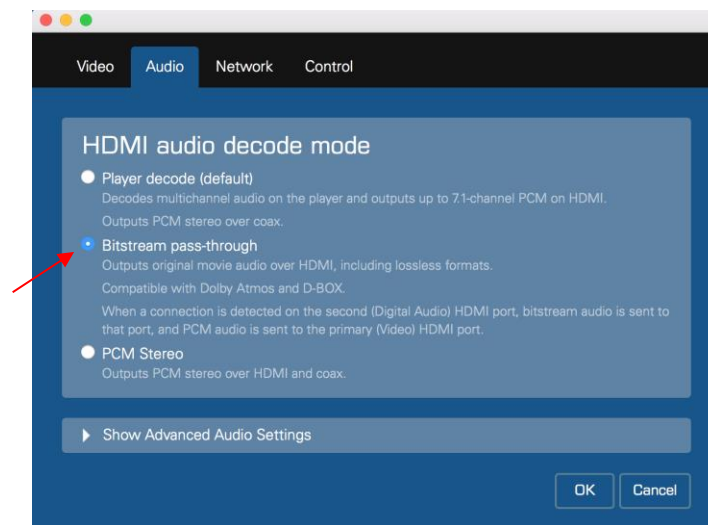 Video Audio Network Control
HDMI audio decode mode
Player decode (default)
Decodes multichannel audio on the player and outputs up to 7.1-channel PCM on HDMI.
Outputs PCM stereo over coax.
Bitstream pass-through
Outputs original movie audio over HDMI, including lossless formats.
Compatible with Dolby Atmos and D-BOX.
When a connection is detected on the second (Digital Audio) HDMI port, bitstream audio is sent to
that port, and PCM audio is sent to the primary (Video) HDMI port.
PCM Stereo
Outputs PCM stereo over HDMI and coax.
Show Advanced Audio Settings
OK Cancel